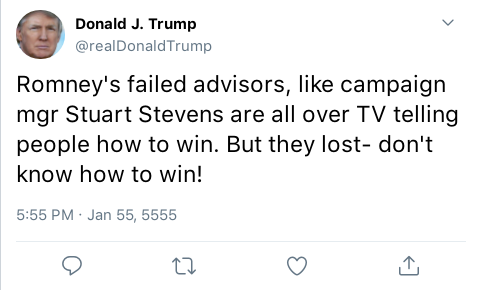 Donald J. Trump
@realDonaldTrump
Romney's failed advisors, like campaign
mgr Stuart Stevens are all over TV telling
people how to win. But they lost- don't
know how to win!
5:55 PM · Jan 55, 5555